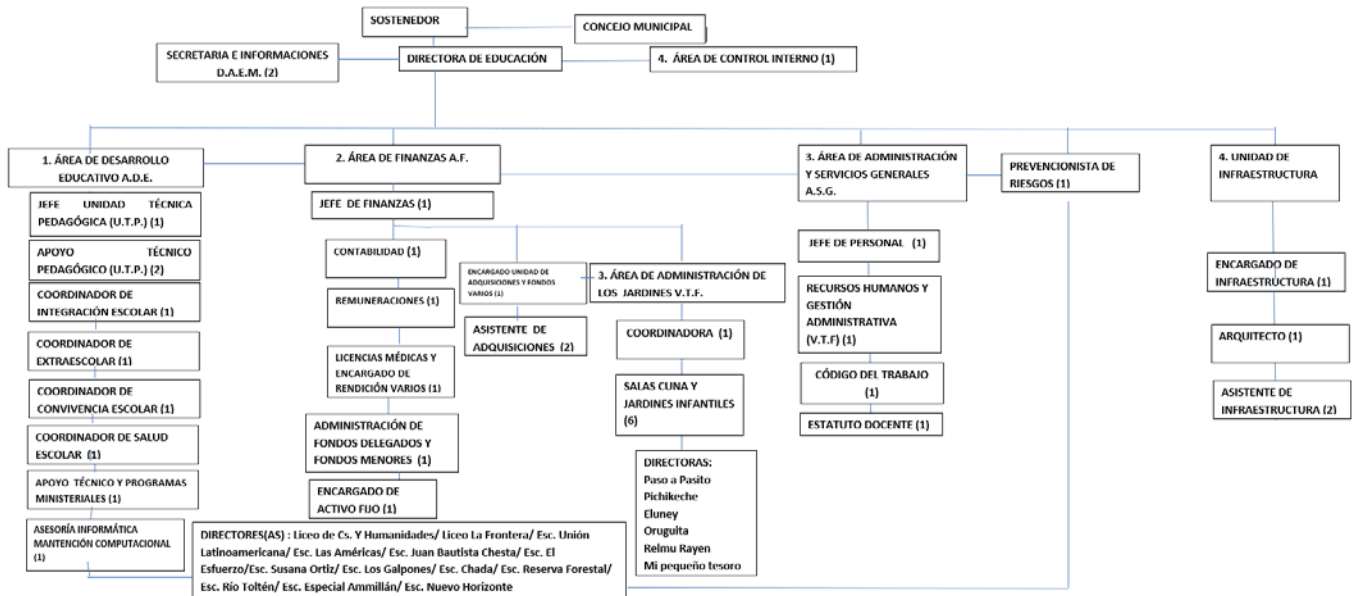 SOSTENEDOR
CONCEJO MUNICIPAL
SECRETARIA E INFORMACIONES
D.A.E.M. (2)
DIRECTORA DE EDUCACIÓN
4. ÁREA DE CONTROL INTERNO (1)
1. ÁREA DE DESARROLLO
EDUCATIVO A.D.E.
2. ÁREA DE FINANZAS A.F.
3. ÁREA DE ADMINISTRACIÓN
Y SERVICIOS GENERALES
A.S.G.
PREVENCIONISTA DE
RIESGOS (1)
4. UNIDAD DE
INFRAESTRUCTURA
JEFE UNIDAD TÉCNICA
PEDAGÓGICA (U.T.P.) (1)
APOYO TÉCNICO
PEDAGÓGICO (U.T.P.) (2)
COORDINADOR DE
INTEGRACIÓN ESCOLAR (1)
COORDINADOR DE
EXTRAESCOLAR (1)
COORDINADOR DE
CONVIVENCIA ESCOLAR (1)
COORDINADOR DE SALUD
ESCOLAR (1)
APOYO TÉCNICO Y PROGRAMAS
MINISTERIALES (1)
ASESORÍA INFORMÁTICA
MANTENCIÓN COMPUTACIONAL
(1)
JEFE DE FINANZAS (1)
CONTABILIDAD (1)
REMUNERACIONES (1)
LICENCIAS MÉDICAS Y
ENCARGADO DE
RENDICIÓN VARIOS (1)
ADMINISTRACIÓN DE
FONDOS DELEGADOS Y
FONDOS MENORES (1)
ENCARGADO DE
ACTIVO FIJO (1)
ENCARGADO UNIDAD DE
ADQUISICIONES Y FONDOS
VARIOS (1)
ASISTENTE DE
ADQUISICIONES (2)
3. ÁREA DE ADMINISTRACIÓN DE
LOS JARDINES V.T.F.
COORDINADORA (1)
SALAS CUNA Y
JARDINES INFANTILES
(6)
DIRECTORAS:
Paso a Pasito
Pichikeche
Eluney
Oruguita
Relmu Rayen
Mi pequeño tesoro
JEFE DE PERSONAL (1)
RECURSOS HUMANOS Y
GESTIÓN
ADMINISTRATIVA
(V.T.F) (1)
CÓDIGO DEL TRABAJO
(1)
ESTATUTO DOCENTE (1)
ENCARGADO DE
INFRAESTRUCTURA (1)
ARQUITECTO (1)
ASISTENTE DE
INFRAESTRUCTURA (2)
DIRECTORES(AS) : Liceo de Cs. Y Humanidades/ Liceo La Frontera/ Esc. Unión
Latinoamericana/ Esc. Las Américas/ Esc. Juan Bautista Chesta/ Esc. El
Esfuerzo/Esc. Susana Ortiz/ Esc. Los Galpones/ Esc. Chada/ Esc. Reserva Forestal/
Esc. Río Toltén/ Esc. Especial Ammillán/ Esc. Nuevo Horizonte